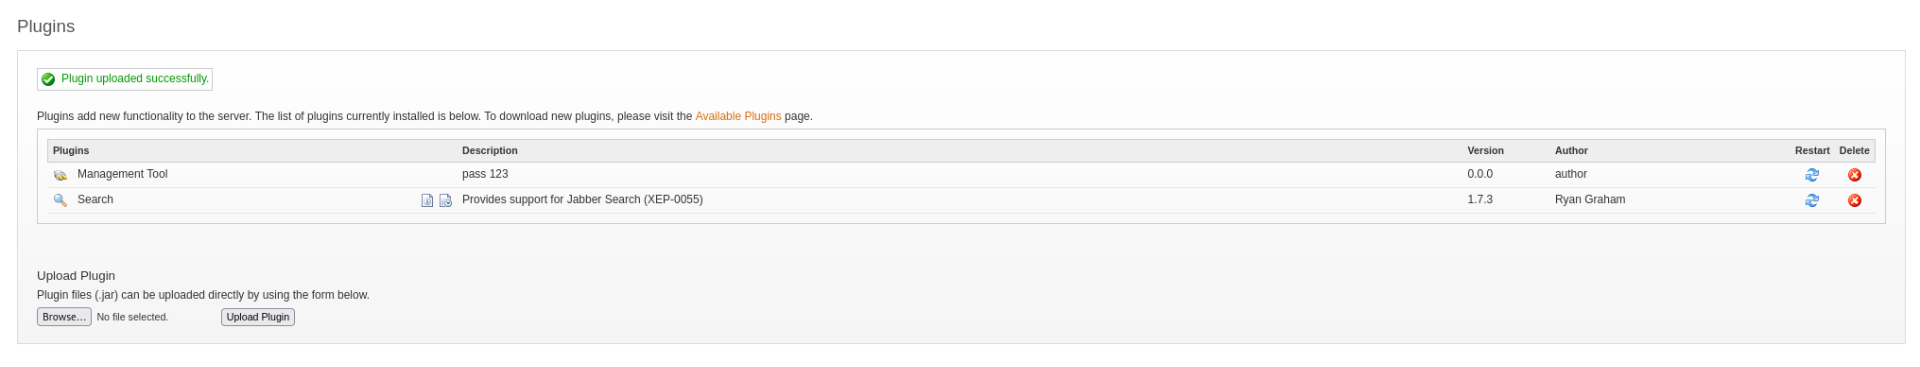 Plugins
Plugin uploaded successfully.
Plugins add new functionality to the server. The list of plugins currently installed is below. To download new plugins, please visit the Available Plugins page.
Plugins Description Version Author Restart Delete
Management Tool pass 123 0.0.0 author
Search Provides support for Jabber Search (XEP-0055) 1.7.3 Ryan Graham
Upload Plugin
Plugin files (.jar) can be uploaded directly by using the form below.
Browse... No file selected. Upload Plugin